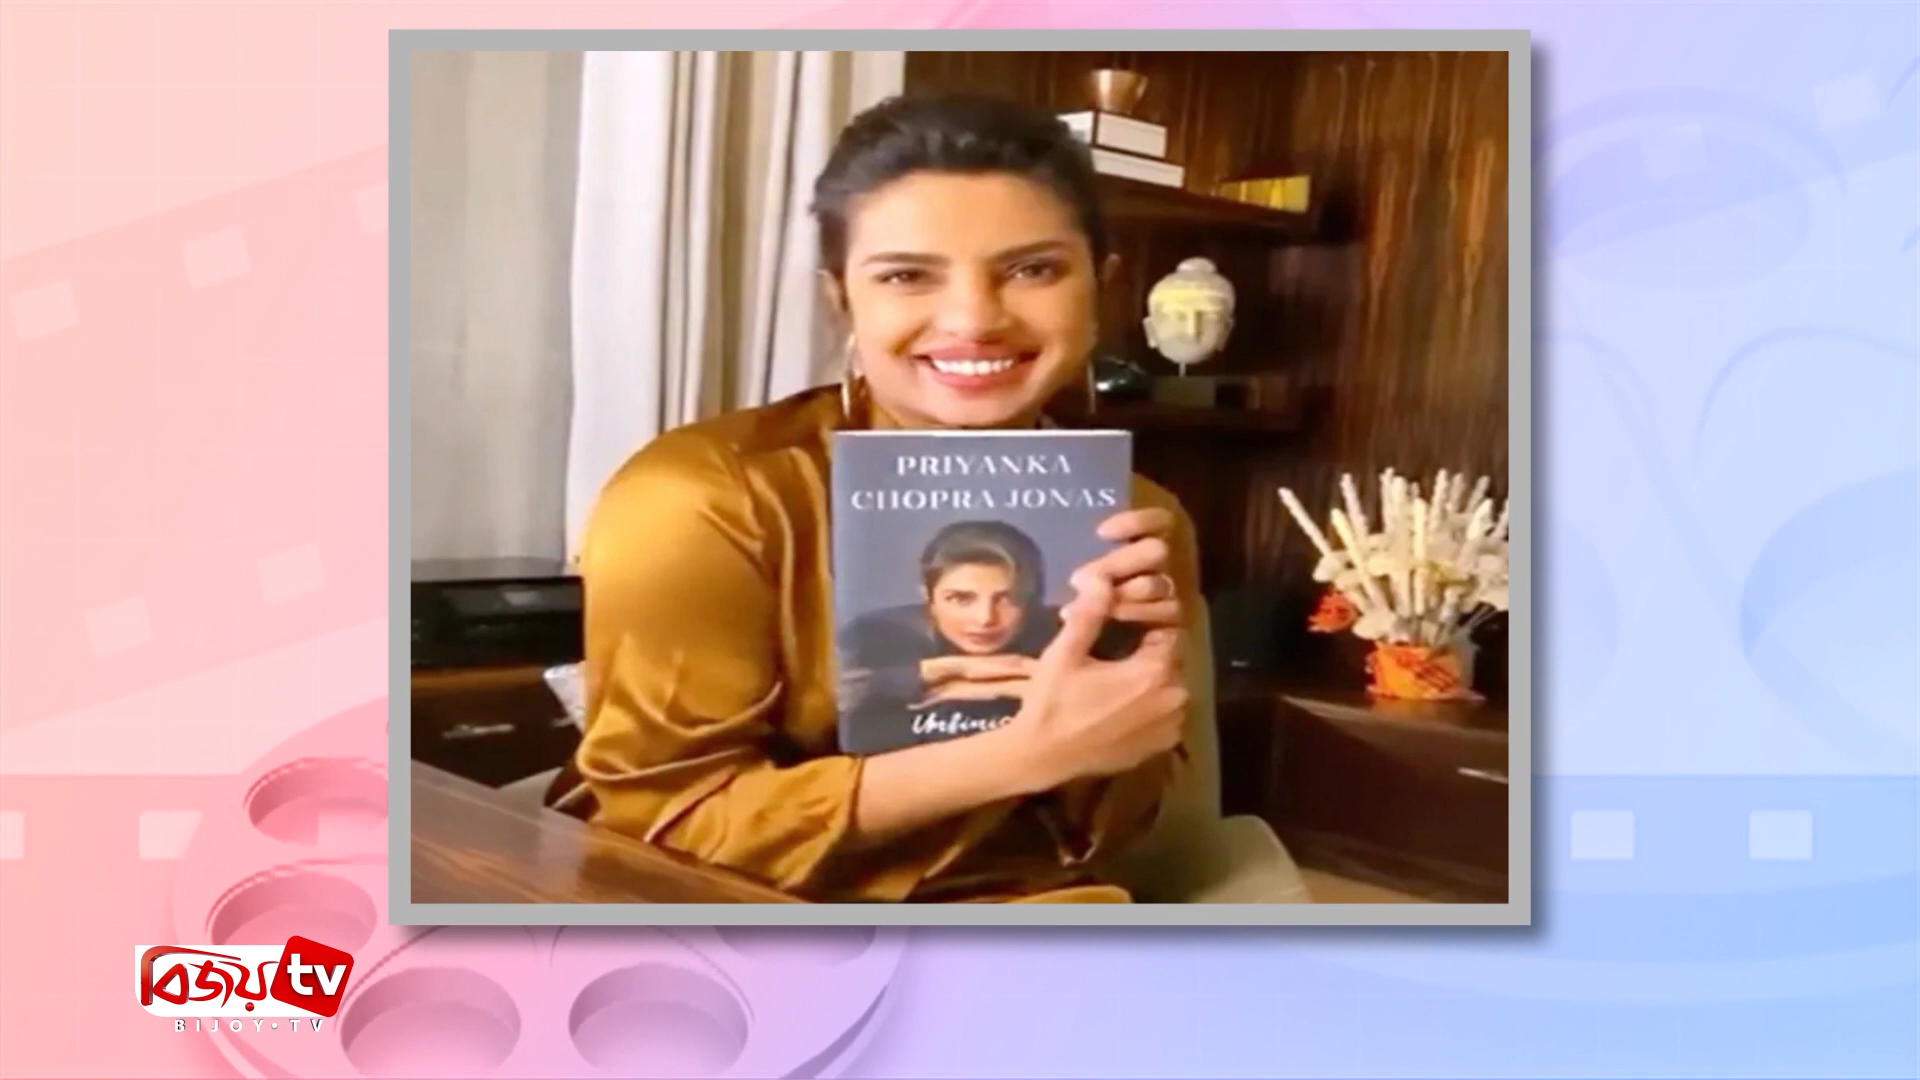 PRIYANKA
CHOPRA JONAS
বিজয় tv
BIJOY•TV